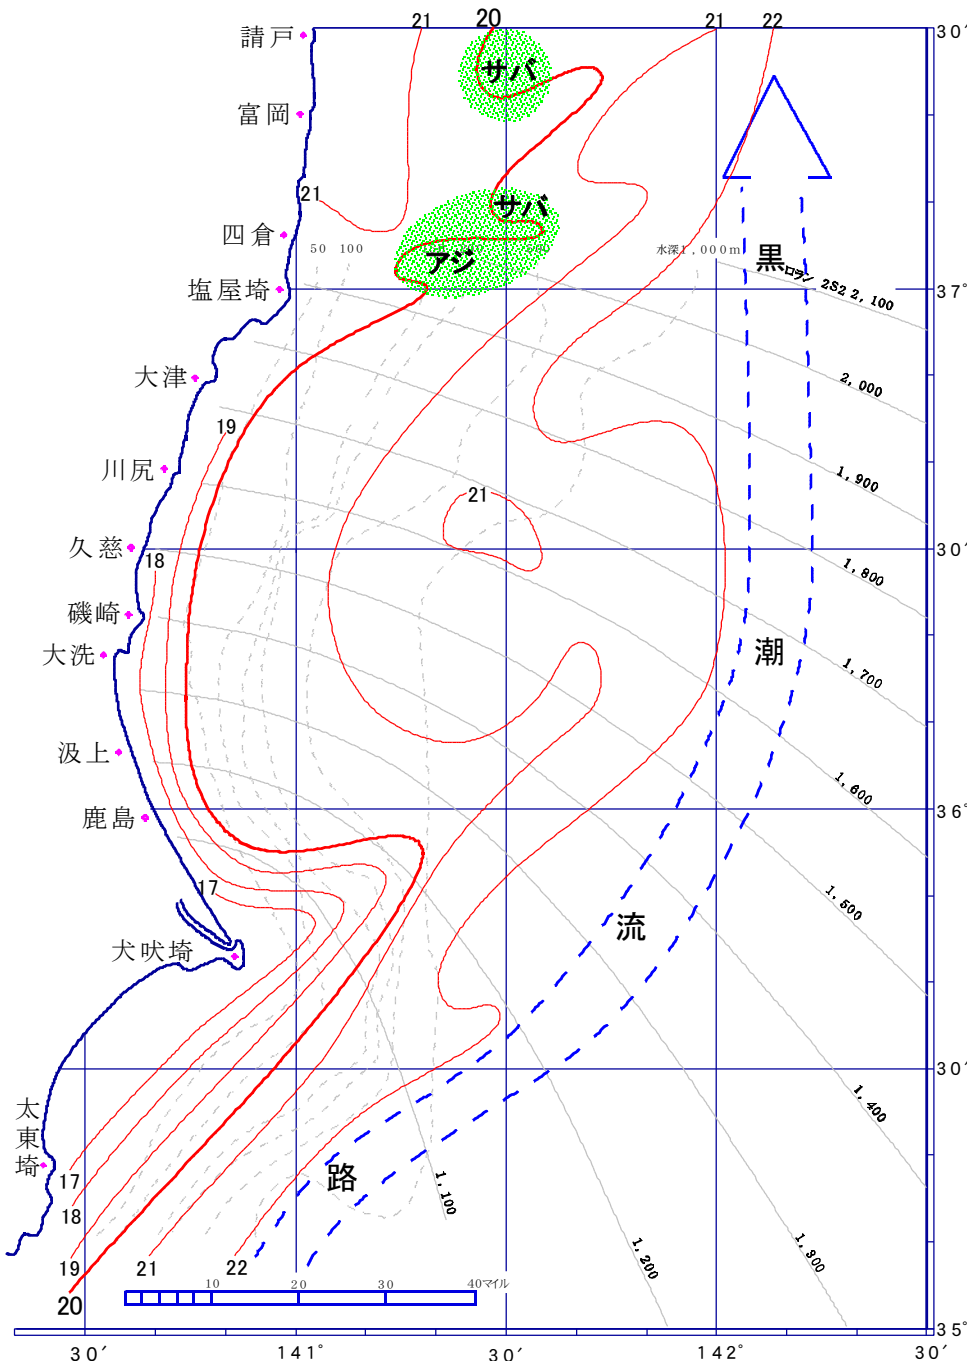 21
20
21
22
30′
請戸
サバ
富岡
21
サバ
四倉
50 100
水深1,000m
アジ
黒
ロラン 2S2 2,100
塩屋埼
37°
大津
2,000
19
川尻
1,900
21
久慈
30′
18
1,800
磯崎
大洗
潮
1,700
汲上
1,600
36°
鹿島
17
1,500
流
犬吠埼
30′
太東埼
1,400
17
路
1,100
18
1,200
1,300
19
21
22
20
10
20
30
40マイル
35°
30′
141°
30′
142°
30′